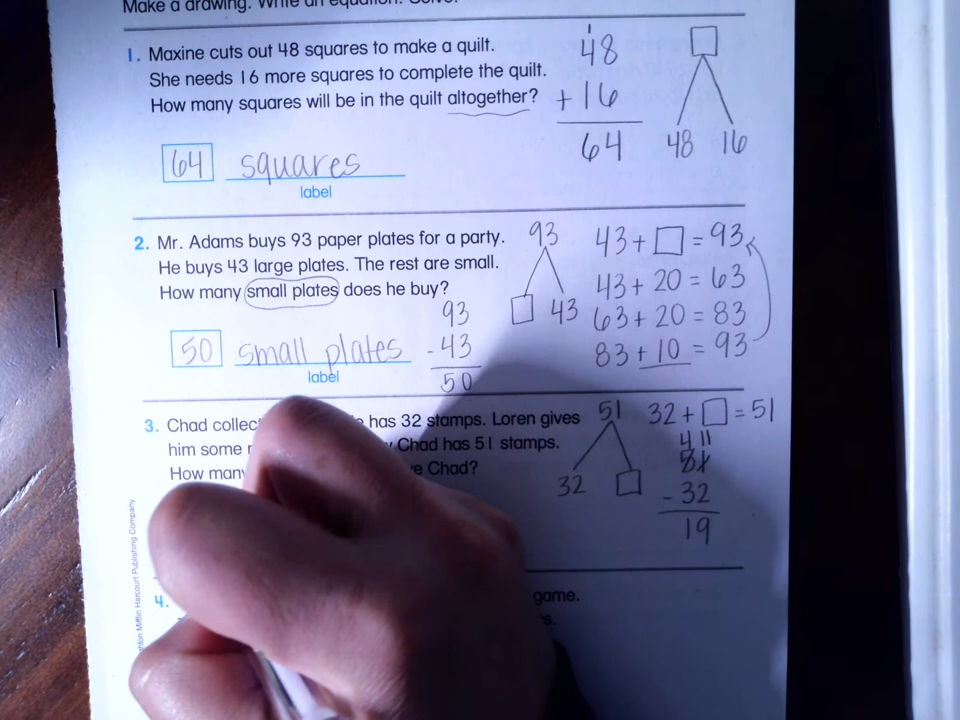 Make a drawing. Write an equation. Solve.
1. Maxine cuts out 48 squares to make a quilt.
She needs 16 more squares to complete the quilt.
How many squares will be in the quilt altogether?
64 squares
label
1
48
+ 16
64
48 16
2. Mr. Adams buys 93 paper plates for a party.
He buys 43 large plates. The rest are small.
How many small plates does he buy?
50 small plates
label
93
- 43
50
93
43
43 + □ = 93
43 + 20 = 63
63 + 20 = 83
83 + 10 = 93
3. Chad collec has 32 stamps. Loren gives
him some Chad has 51 stamps.
How man Chad?
51
32
32 + □ = 51
4 11
51
- 32
19
4.
game.
Mifflin Harcourt Publishing Company